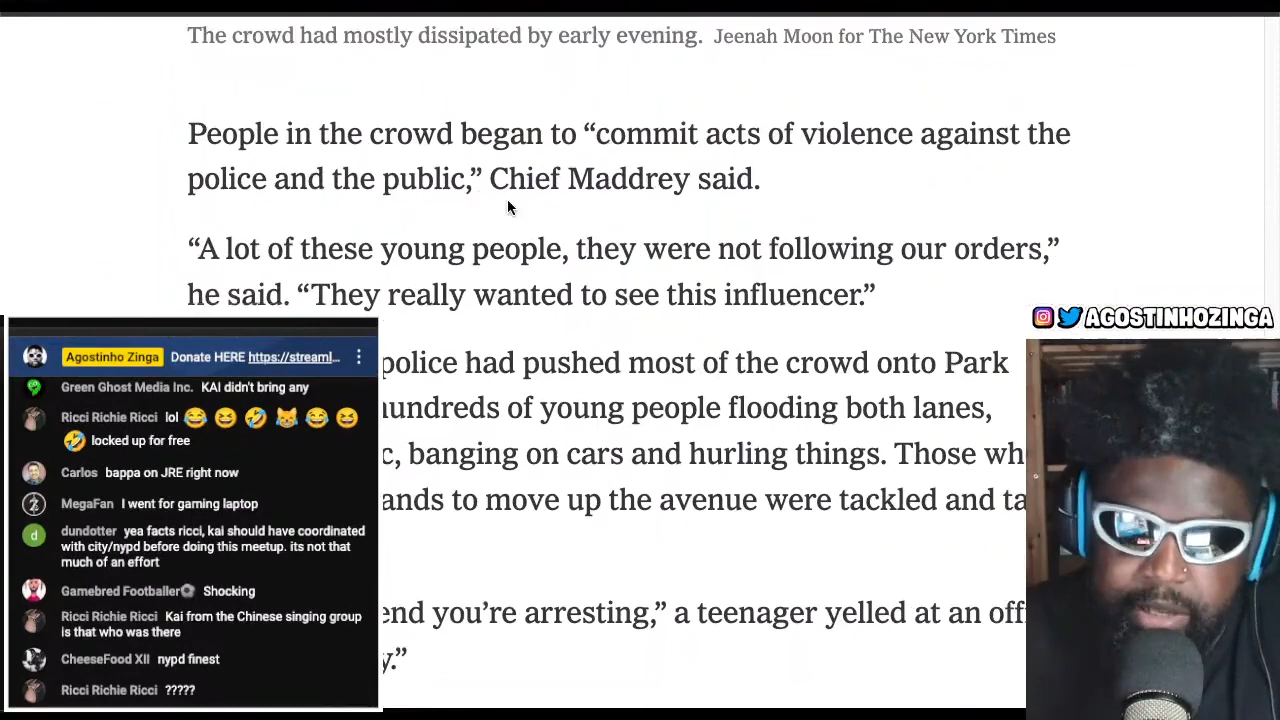 The crowd had mostly dissipated by early evening. Jeenah Moon for The New York Times
People in the crowd began to “commit acts of violence against the
police and the public,” Chief Maddrey said.
“A lot of these young people, they were not following our orders,”
he said. “They really wanted to see this influencer.”
police had pushed most of the crowd onto Park
hundreds of young people flooding both lanes,
c, banging on cars and hurling things. Those wh
ands to move up the avenue were tackled and ta
end you’re arresting,” a teenager yelled at an off
y.”
Agostinho Zinga Donate HERE https://streaml...
Green Ghost Media Inc. KAI didn't bring any
Ricci Richie Ricci lol 😂 😆 🤣 😹 😂 😆
🤣 locked up for free
Carlos bappa on JRE right now
MegaFan I went for gaming laptop
dundotter yea facts ricci, kai should have coordinated
with city/nypd before doing this meetup. its not that
much of an effort
Gamebred Footballer Shocking
Ricci Richie Ricci Kai from the Chinese singing group
is that who was there
CheeseFood XII nypd finest
Ricci Richie Ricci ?????
AGOSTINHOZINGA